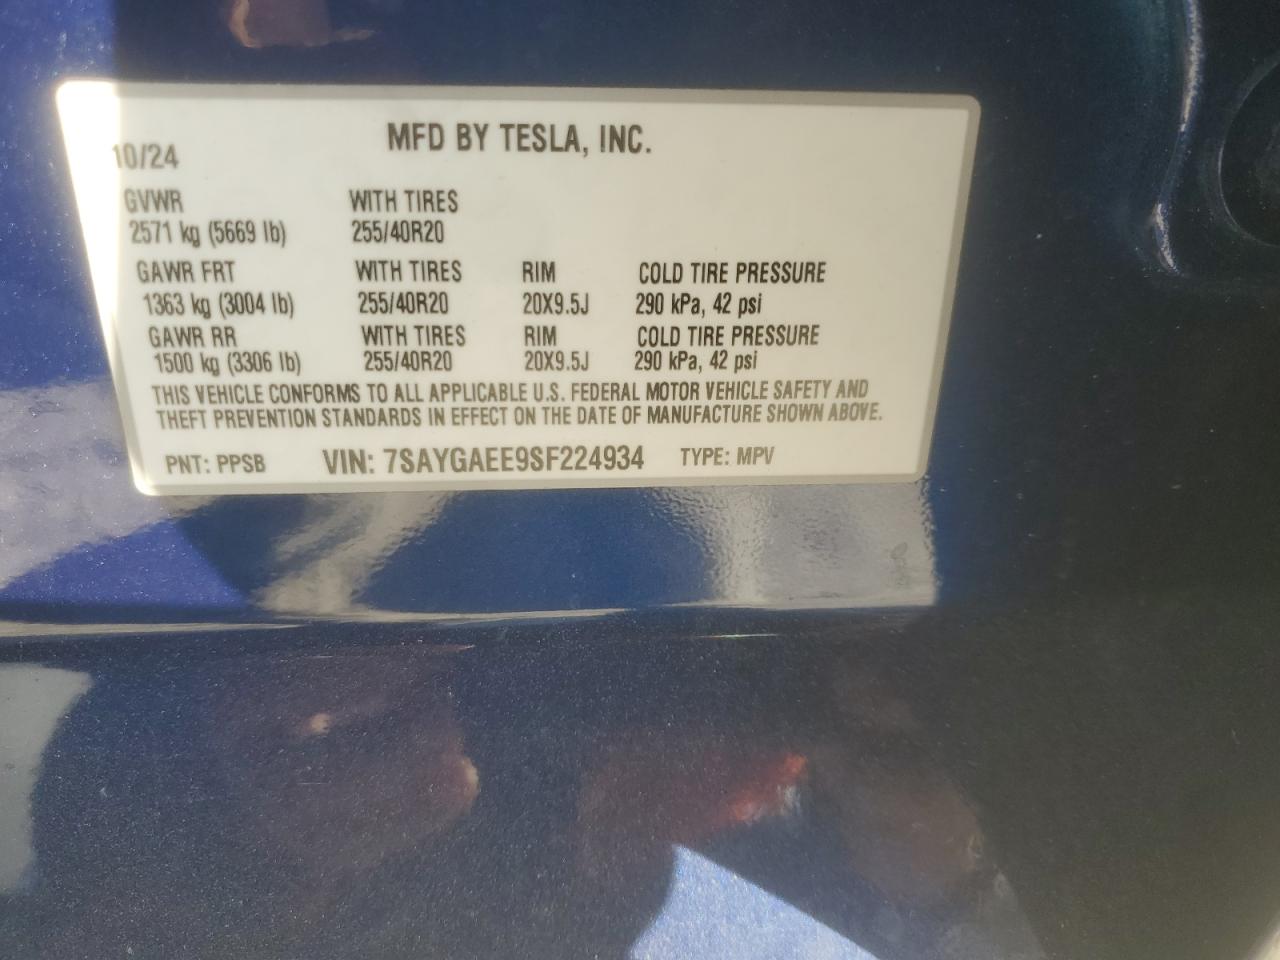 MFD BY TESLA, INC.
10/24
GVWR WITH TIRES
2571 kg (5669 lb) 255/40R20
GAWR FRT WITH TIRES RIM COLD TIRE PRESSURE
1363 kg (3004 lb) 255/40R20 20X9.5J 290 kPa, 42 psi
GAWR RR WITH TIRES RIM COLD TIRE PRESSURE
1500 kg (3306 lb) 255/40R20 20X9.5J 290 kPa, 42 psi
THIS VEHICLE CONFORMS TO ALL APPLICABLE U.S. FEDERAL MOTOR VEHICLE SAFETY AND
THEFT PREVENTION STANDARDS IN EFFECT ON THE DATE OF MANUFACTURE SHOWN ABOVE.
PNT: PPSB VIN: 7SAYGAEE9SF224934 TYPE: MPV